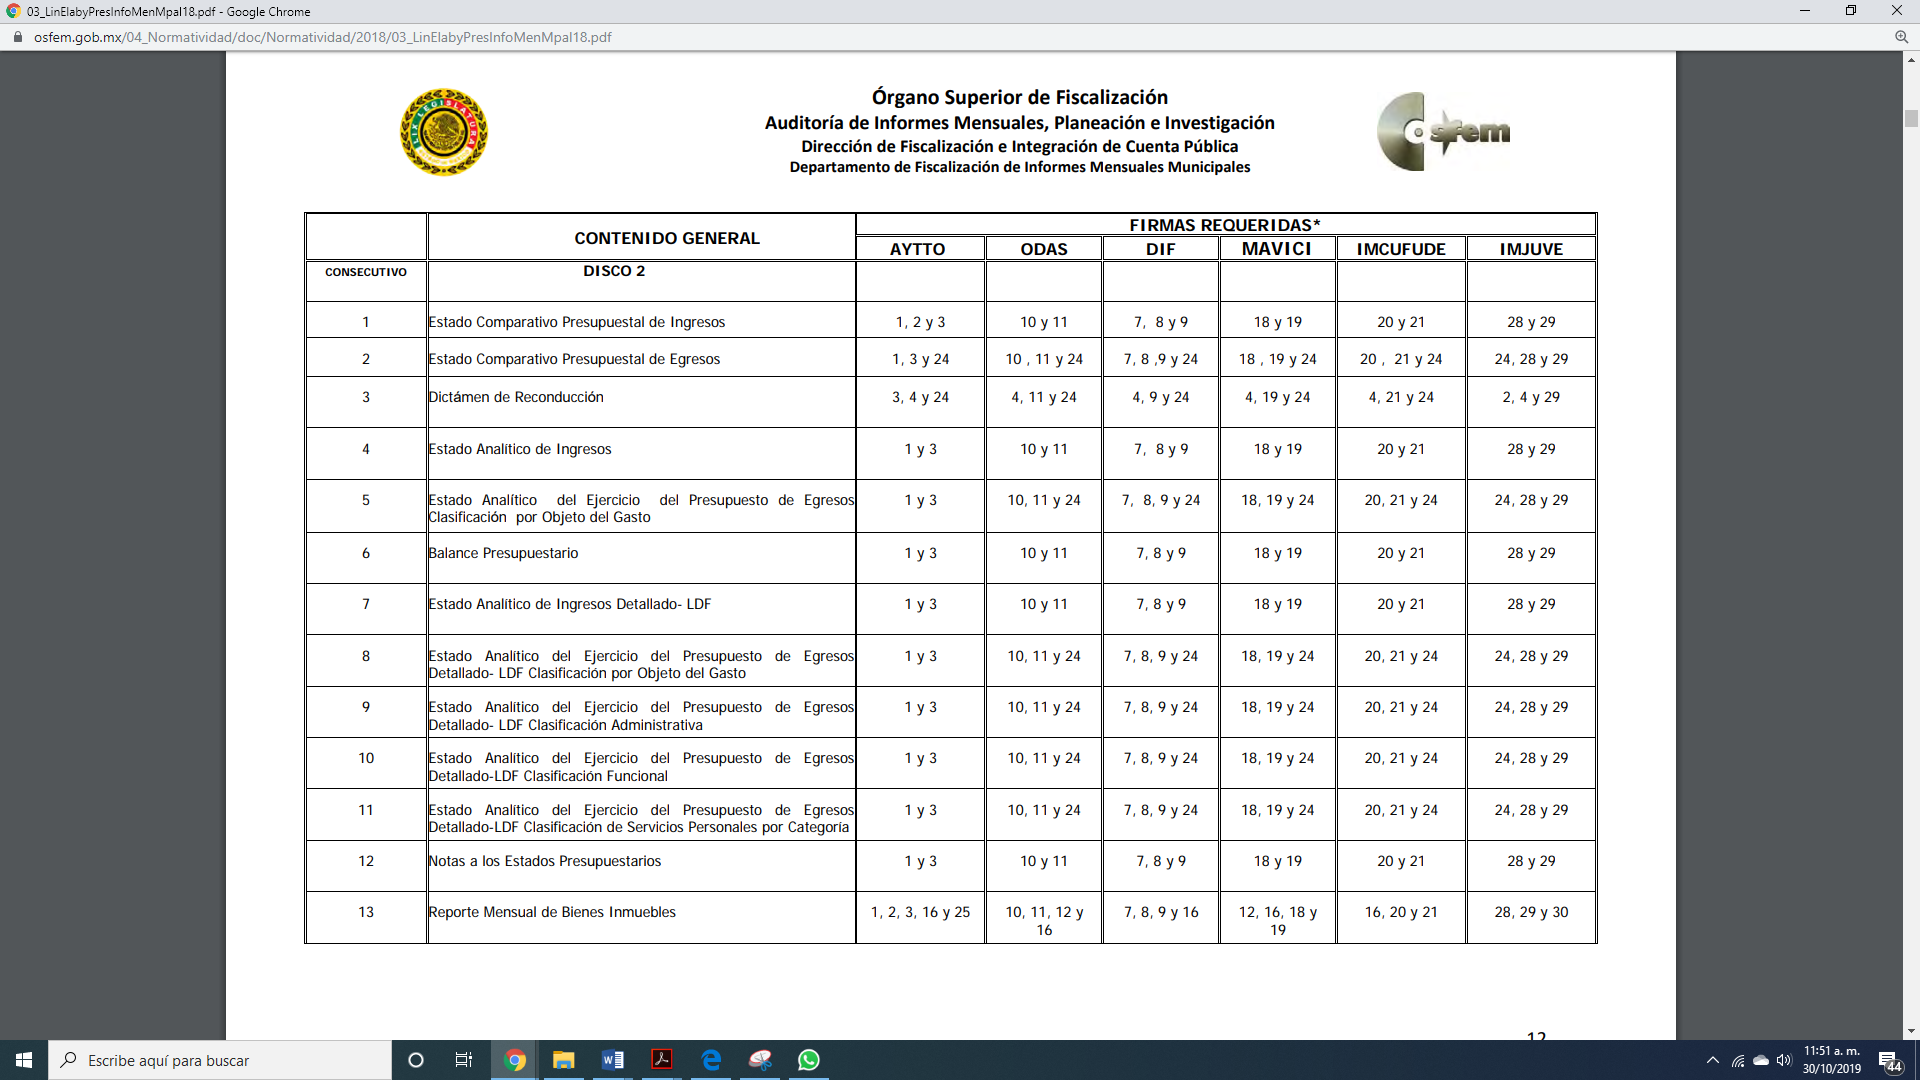 03_LinElabyPresInfoMenMpal18.pdf - Google Chrome
osfem.gob.mx/04_Normatividad/doc/Normatividad/2018/03_LinElabyPresInfoMenMpal18.pdf
LIX LEGISLATURA
Órgano Superior de Fiscalización
Auditoría de Informes Mensuales, Planeación e Investigación
Dirección de Fiscalización e Integración de Cuenta Pública
Departamento de Fiscalización de Informes Mensuales Municipales
osfem
CONTENIDO GENERAL
FIRMAS REQUERIDAS*
AYTTO ODAS DIF MAVICI IMCUFUDE IMJUVE
CONSECUTIVO DISCO 2
1 Estado Comparativo Presupuestal de Ingresos 1, 2 y 3 10 y 11 7, 8 y 9 18 y 19 20 y 21 28 y 29
2 Estado Comparativo Presupuestal de Egresos 1, 3 y 24 10 , 11 y 24 7, 8 ,9 y 24 18 , 19 y 24 20 , 21 y 24 24, 28 y 29
3 Dictámen de Reconducción 3, 4 y 24 4, 11 y 24 4, 9 y 24 4, 19 y 24 4, 21 y 24 2, 4 y 29
4 Estado Analítico de Ingresos 1 y 3 10 y 11 7, 8 y 9 18 y 19 20 y 21 28 y 29
5 Estado Analítico del Ejercicio del Presupuesto de Egresos 1 y 3 10, 11 y 24 7, 8, 9 y 24 18, 19 y 24 20, 21 y 24 24, 28 y 29
Clasificación por Objeto del Gasto
6 Balance Presupuestario 1 y 3 10 y 11 7, 8 y 9 18 y 19 20 y 21 28 y 29
7 Estado Analítico de Ingresos Detallado- LDF 1 y 3 10 y 11 7, 8 y 9 18 y 19 20 y 21 28 y 29
8 Estado Analítico del Ejercicio del Presupuesto de Egresos 1 y 3 10, 11 y 24 7, 8, 9 y 24 18, 19 y 24 20, 21 y 24 24, 28 y 29
Detallado- LDF Clasificación por Objeto del Gasto
9 Estado Analítico del Ejercicio del Presupuesto de Egresos 1 y 3 10, 11 y 24 7, 8, 9 y 24 18, 19 y 24 20, 21 y 24 24, 28 y 29
Detallado- LDF Clasificación Administrativa
10 Estado Analítico del Ejercicio del Presupuesto de Egresos 1 y 3 10, 11 y 24 7, 8, 9 y 24 18, 19 y 24 20, 21 y 24 24, 28 y 29
Detallado-LDF Clasificación Funcional
11 Estado Analítico del Ejercicio del Presupuesto de Egresos 1 y 3 10, 11 y 24 7, 8, 9 y 24 18, 19 y 24 20, 21 y 24 24, 28 y 29
Detallado-LDF Clasificación de Servicios Personales por Categoría
12 Notas a los Estados Presupuestarios 1 y 3 10 y 11 7, 8 y 9 18 y 19 20 y 21 28 y 29
13 Reporte Mensual de Bienes Inmuebles 1, 2, 3, 16 y 25 10, 11, 12 y 7, 8, 9 y 16 12, 16, 18 y 16, 20 y 21 28, 29 y 30
16 19
12
Escribe aquí para buscar
11:51 a. m.
30/10/2019
44